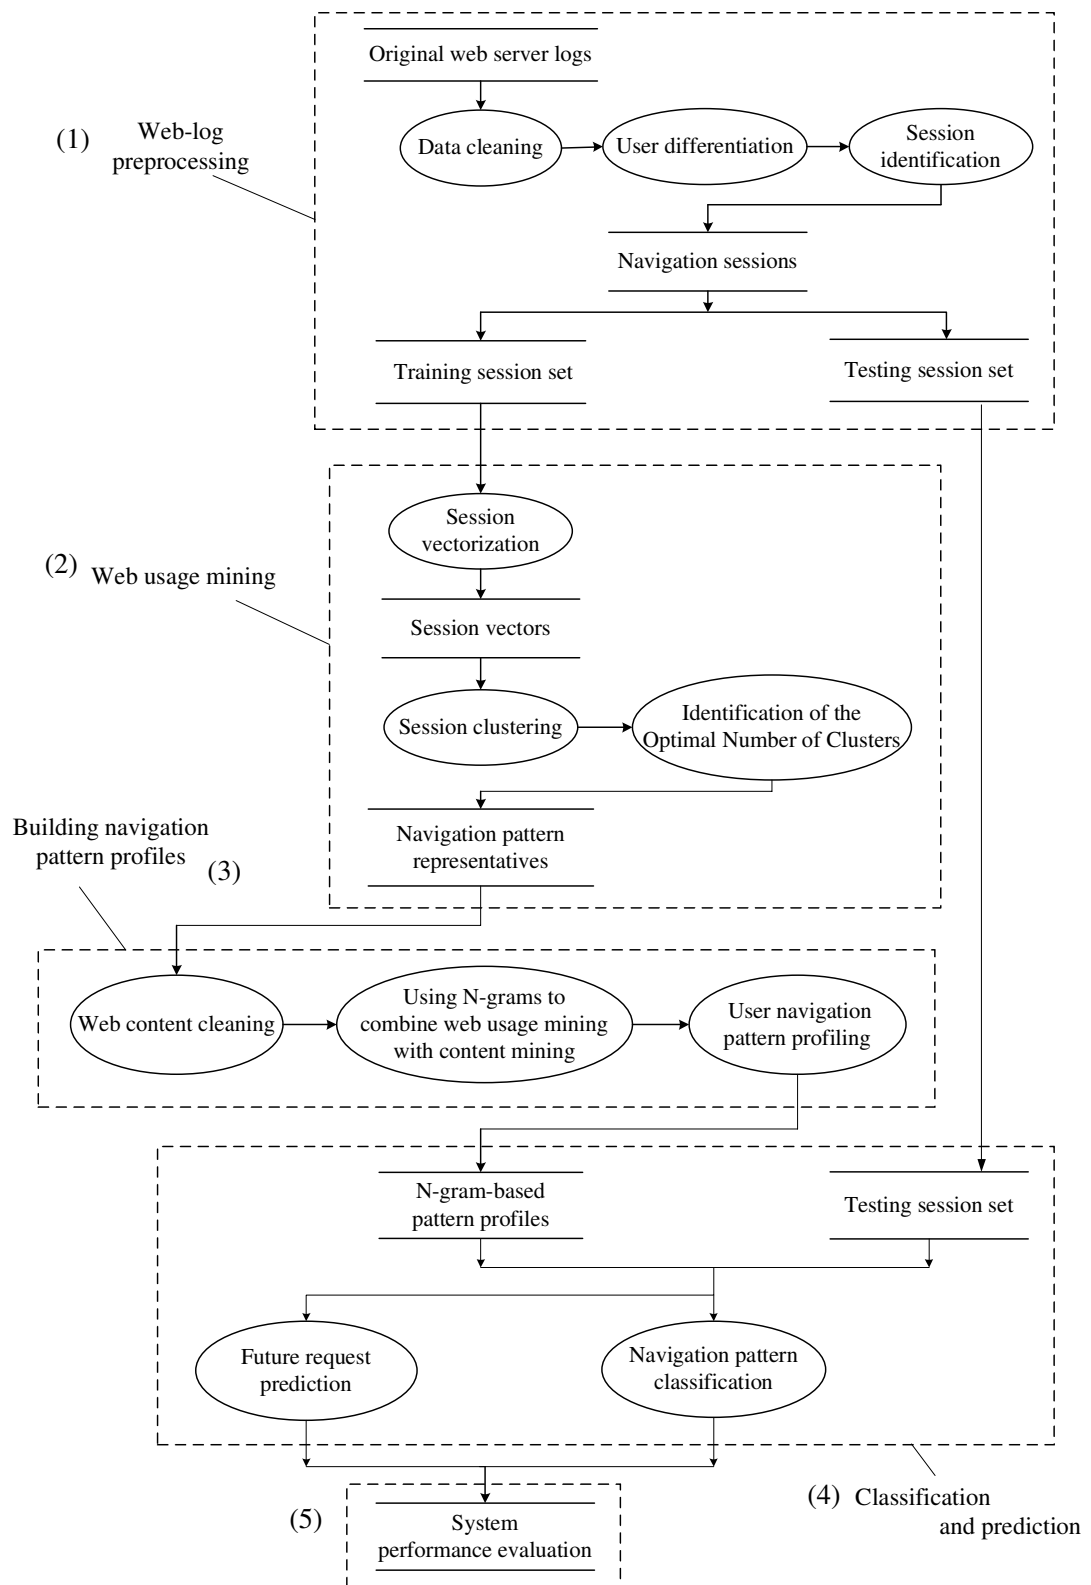 Original web server logs
(1)
Web-log
preprocessing
Data cleaning
User differentiation
Session
identification
Navigation sessions
Training session set
Testing session set
(2)
Web usage mining
Session
vectorization
Session vectors
Session clustering
Identification of the
Optimal Number of Clusters
Navigation pattern
representatives
Building navigation
pattern profiles
(3)
Web content cleaning
Using N-grams to
combine web usage mining
with content mining
User navigation
pattern profiling
N-gram-based
pattern profiles
Testing session set
Future request
prediction
Navigation pattern
classification
(4)
Classification
and prediction
(5)
System
performance evaluation